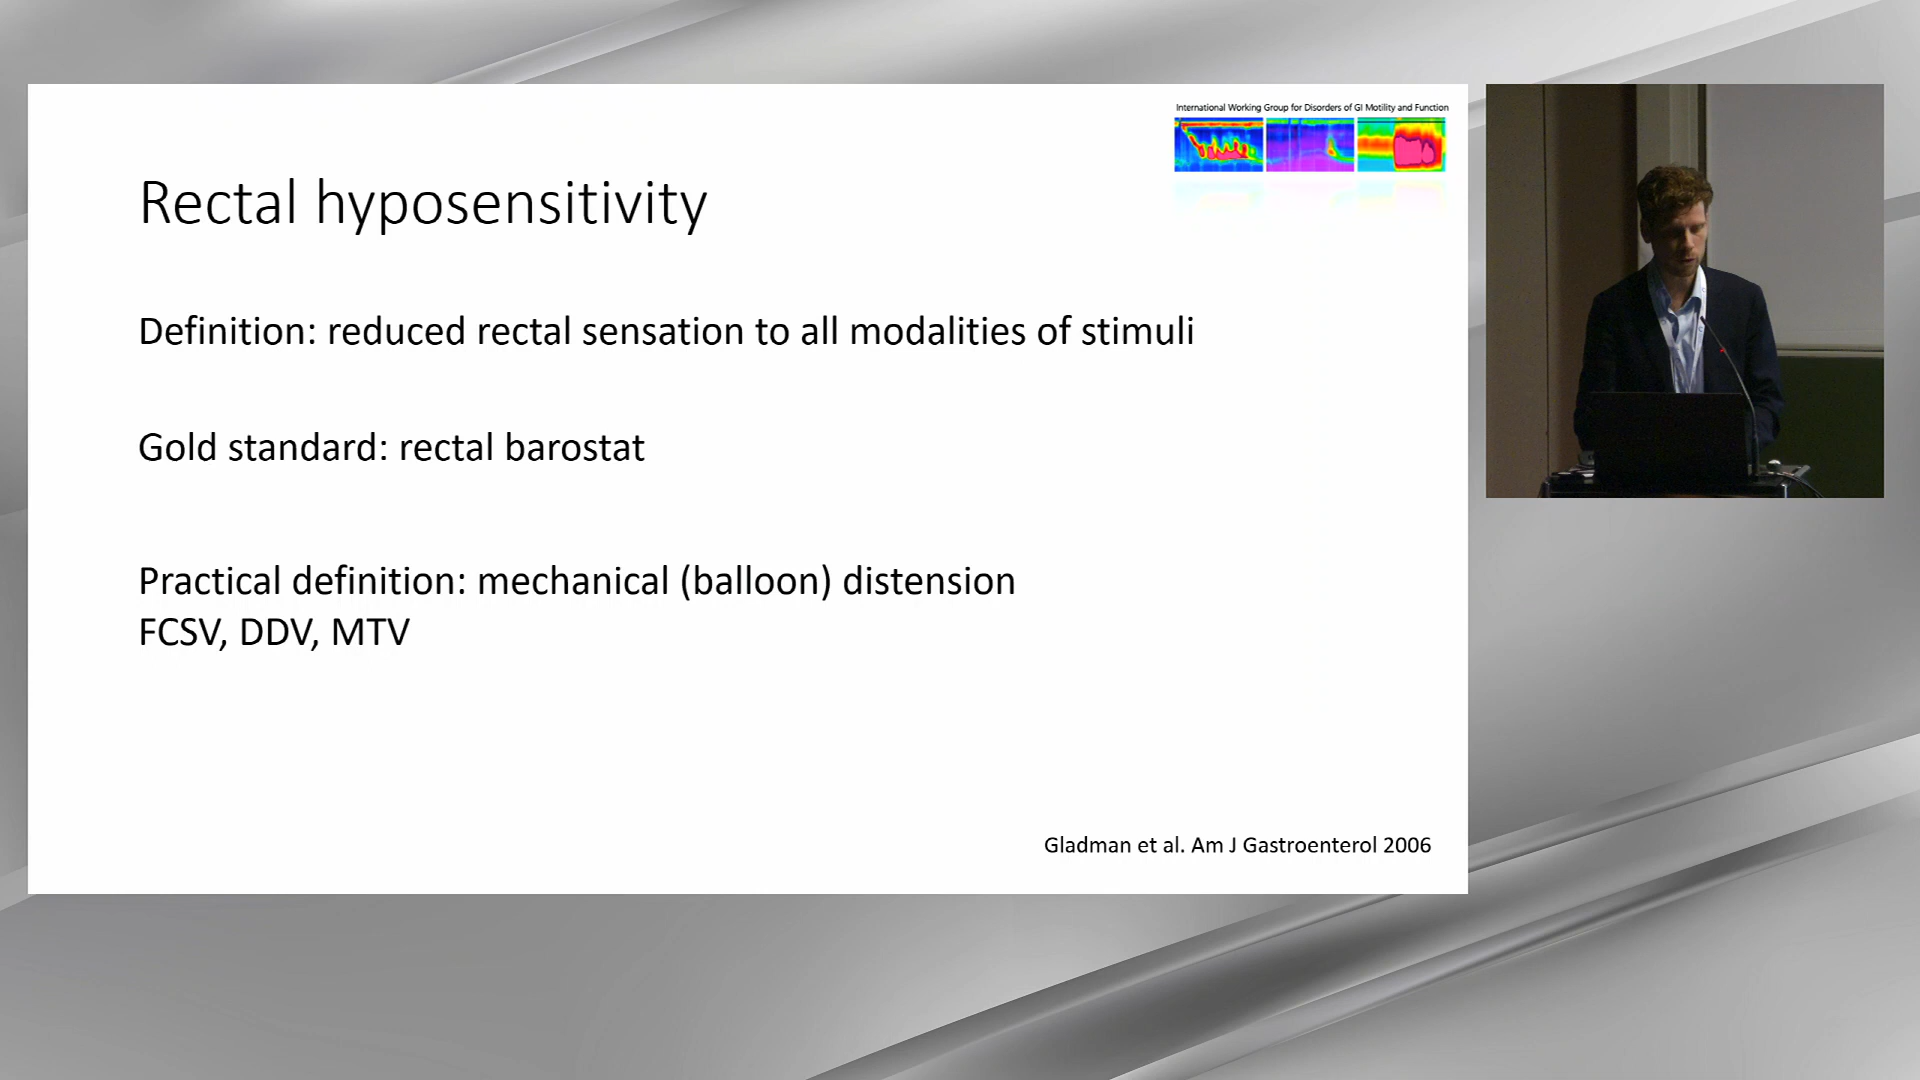 International Working Group for Disorders of GI Motility and Function
Rectal hyposensitivity
Definition: reduced rectal sensation to all modalities of stimuli
Gold standard: rectal barostat
Practical definition: mechanical (balloon) distension
FCSV, DDV, MTV
Gladman et al. Am J Gastroenterol 2006